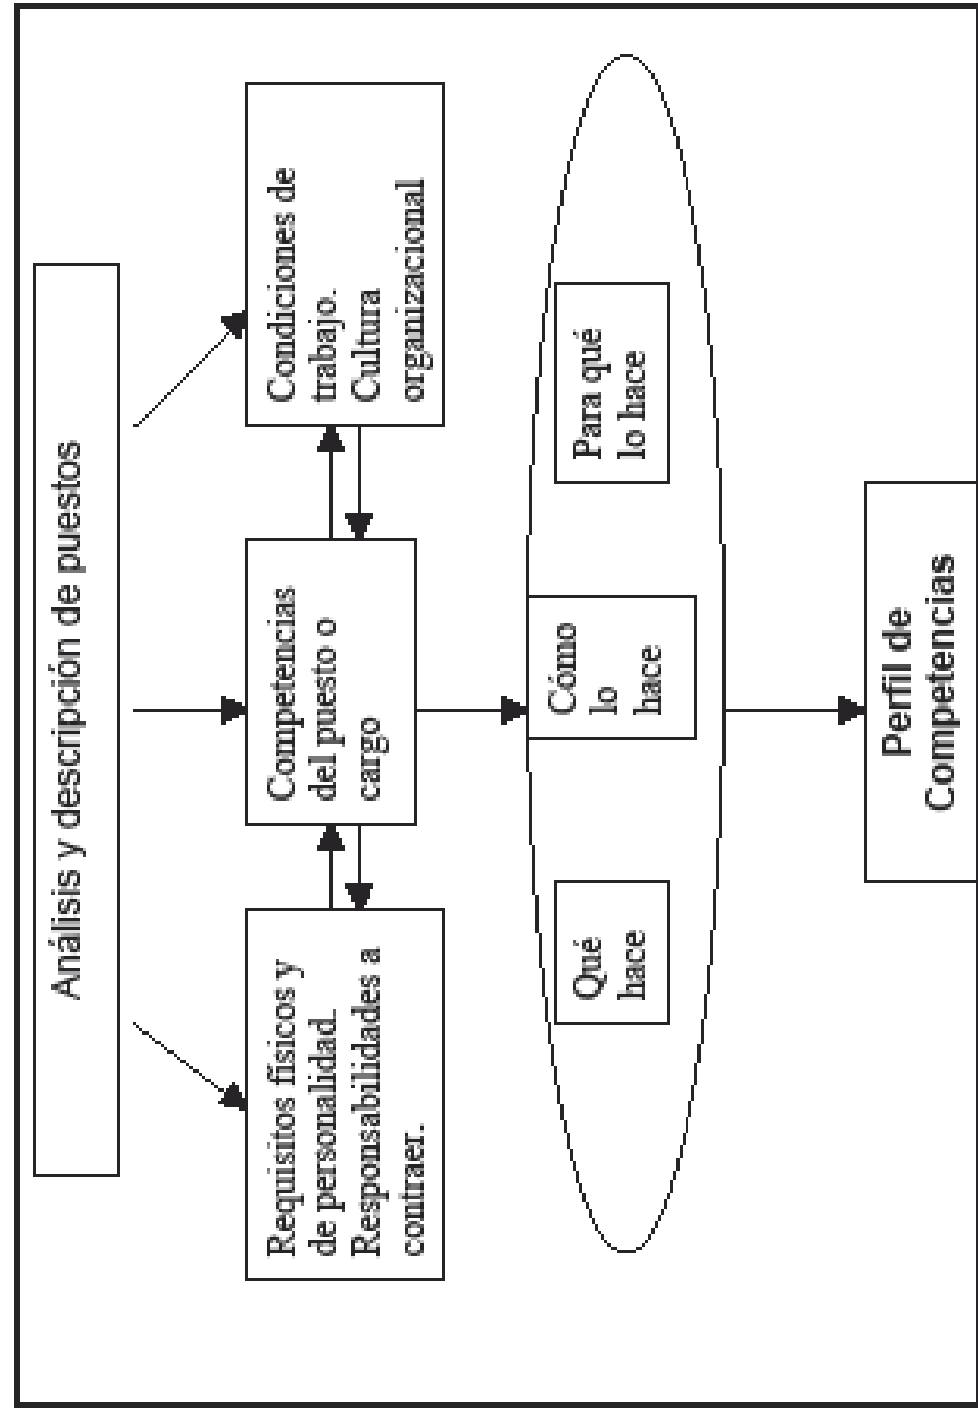 Análisis y descripción de puestos
Requisitos físicos y
de personalidad.
Responsabilidades a
contraer.
Competencias
del puesto o
cargo
Condiciones de
trabajo.
Cultura
organizacional
Qué
hace
Cómo
lo
hace
Para qué
lo hace
Perfil de
Competencias